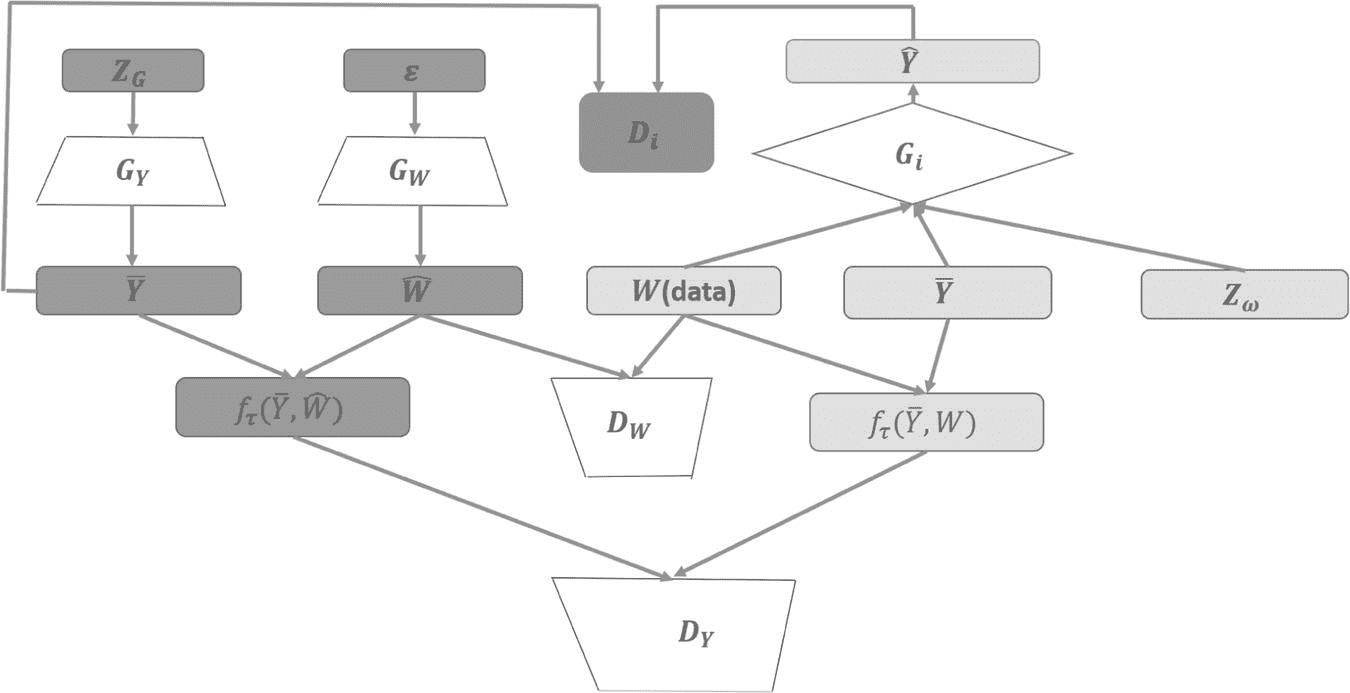 Ŷ
Z_G
ε
D_i
G_Y
G_W
G_i
Ȳ
Ŵ
W(data)
Ȳ
Z_ω
f_τ(Ȳ, Ŵ)
D_W
f_τ(Ȳ, W)
D_Y